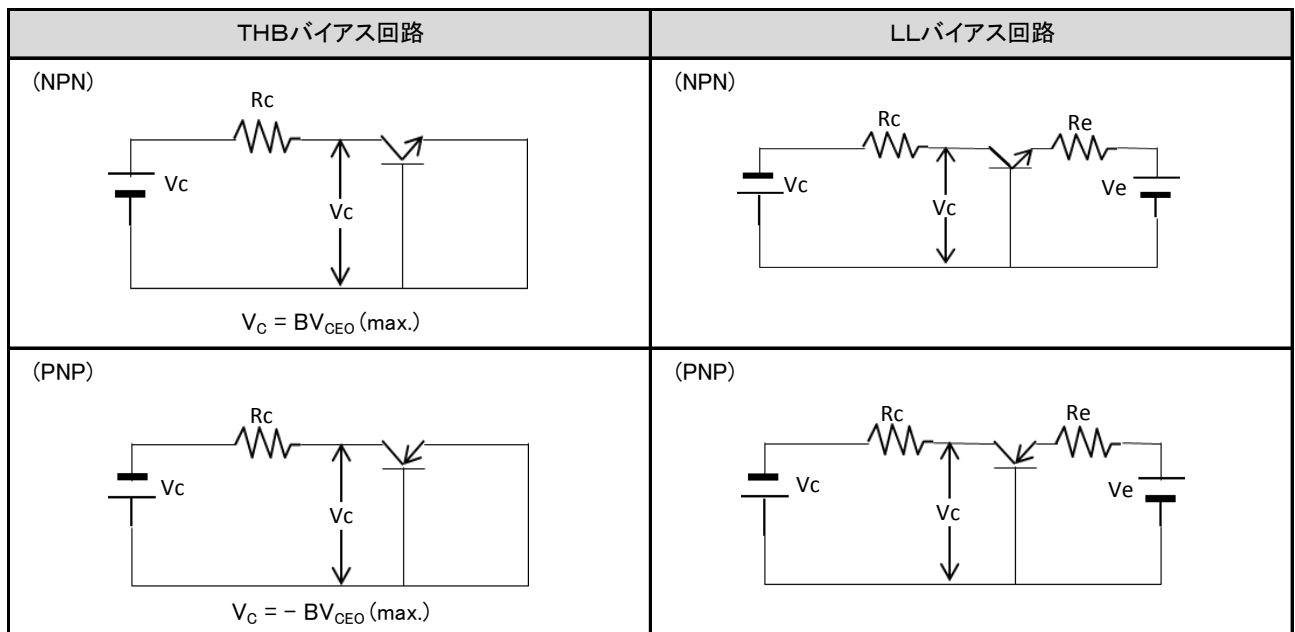 THBバイアス回路
LLバイアス回路
(NPN)
Rc
Vc
Vc
V_C = BV_CEO (max.)
(NPN)
Rc
Re
Vc
Vc
Ve
(PNP)
Rc
Vc
Vc
V_C = − BV_CEO (max.)
(PNP)
Rc
Re
Vc
Vc
Ve